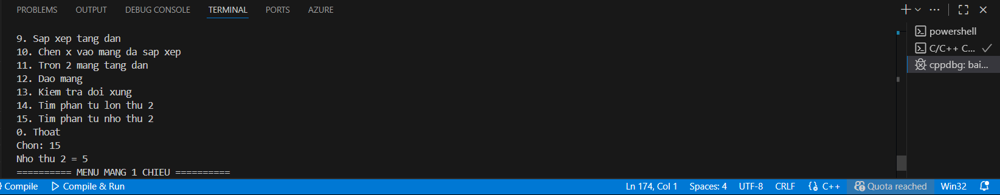 PROBLEMS OUTPUT DEBUG CONSOLE TERMINAL PORTS AZURE
9. Sap xep tang dan
10. Chen x vao mang da sap xep
11. Tron 2 mang tang dan
12. Dao mang
13. Kiem tra doi xung
14. Tim phan tu lon thu 2
15. Tim phan tu nho thu 2
0. Thoat
Chon: 15
Nho thu 2 = 5
========== MENU MANG 1 CHIEU ==========
powershell
C/C++ C...
cppdbg: bai...
Compile Compile & Run Ln 174, Col 1 Spaces: 4 UTF-8 CRLF C++ Quota reached Win32